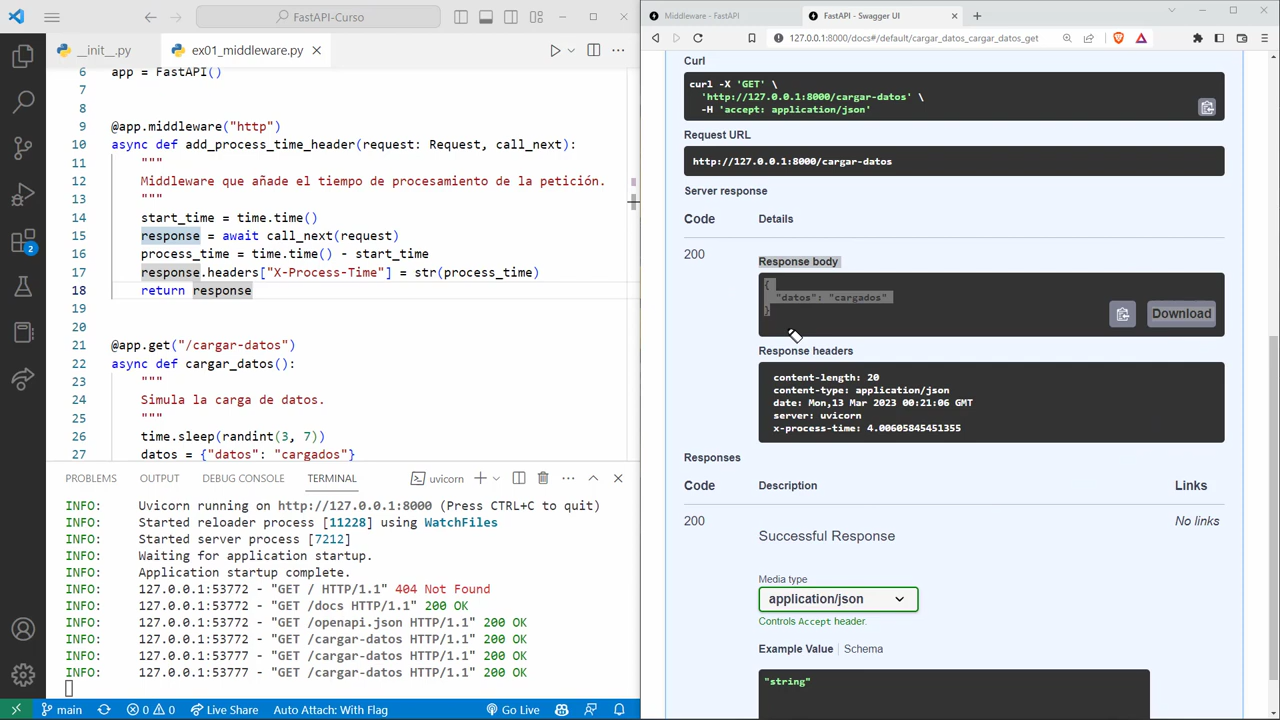 FastAPI-Curso
__init__.py
ex01_middleware.py
6 app = FastAPI()
7
8
9 @app.middleware("http")
10 async def add_process_time_header(request: Request, call_next):
11 """
12 Middleware que añade el tiempo de procesamiento de la petición.
13 """
14 start_time = time.time()
15 response = await call_next(request)
16 process_time = time.time() - start_time
17 response.headers["X-Process-Time"] = str(process_time)
18 return response
19
20
21 @app.get("/cargar-datos")
22 async def cargar_datos():
23 """
24 Simula la carga de datos.
25 """
26 time.sleep(randint(3, 7))
27 datos = {"datos": "cargados"}
2
PROBLEMS OUTPUT DEBUG CONSOLE TERMINAL uvicorn
INFO: Uvicorn running on http://127.0.0.1:8000 (Press CTRL+C to quit)
INFO: Started reloader process [11228] using WatchFiles
INFO: Started server process [7212]
INFO: Waiting for application startup.
INFO: Application startup complete.
INFO: 127.0.0.1:53772 - "GET / HTTP/1.1" 404 Not Found
INFO: 127.0.0.1:53772 - "GET /docs HTTP/1.1" 200 OK
INFO: 127.0.0.1:53772 - "GET /openapi.json HTTP/1.1" 200 OK
INFO: 127.0.0.1:53772 - "GET /cargar-datos HTTP/1.1" 200 OK
INFO: 127.0.0.1:53776 - "GET /cargar-datos HTTP/1.1" 200 OK
INFO: 127.0.0.1:53777 - "GET /cargar-datos HTTP/1.1" 200 OK
main 0 0 Live Share Auto Attach: With Flag Go Live
Middleware - FastAPI
FastAPI - Swagger UI
127.0.0.1:8000/docs#/default/cargar_datos_cargar_datos_get
Curl
curl -X 'GET' \
'http://127.0.0.1:8000/cargar-datos' \
-H 'accept: application/json'
Request URL
http://127.0.0.1:8000/cargar-datos
Server response
Code Details
200
Response body
{
"datos": "cargados"
}
Download
Response headers
content-length: 20
content-type: application/json
date: Mon,13 Mar 2023 00:21:06 GMT
server: uvicorn
x-process-time: 4.00605845451355
Responses
Code Description Links
200 Successful Response No links
Media type
application/json
Controls Accept header.
Example Value Schema
"string"